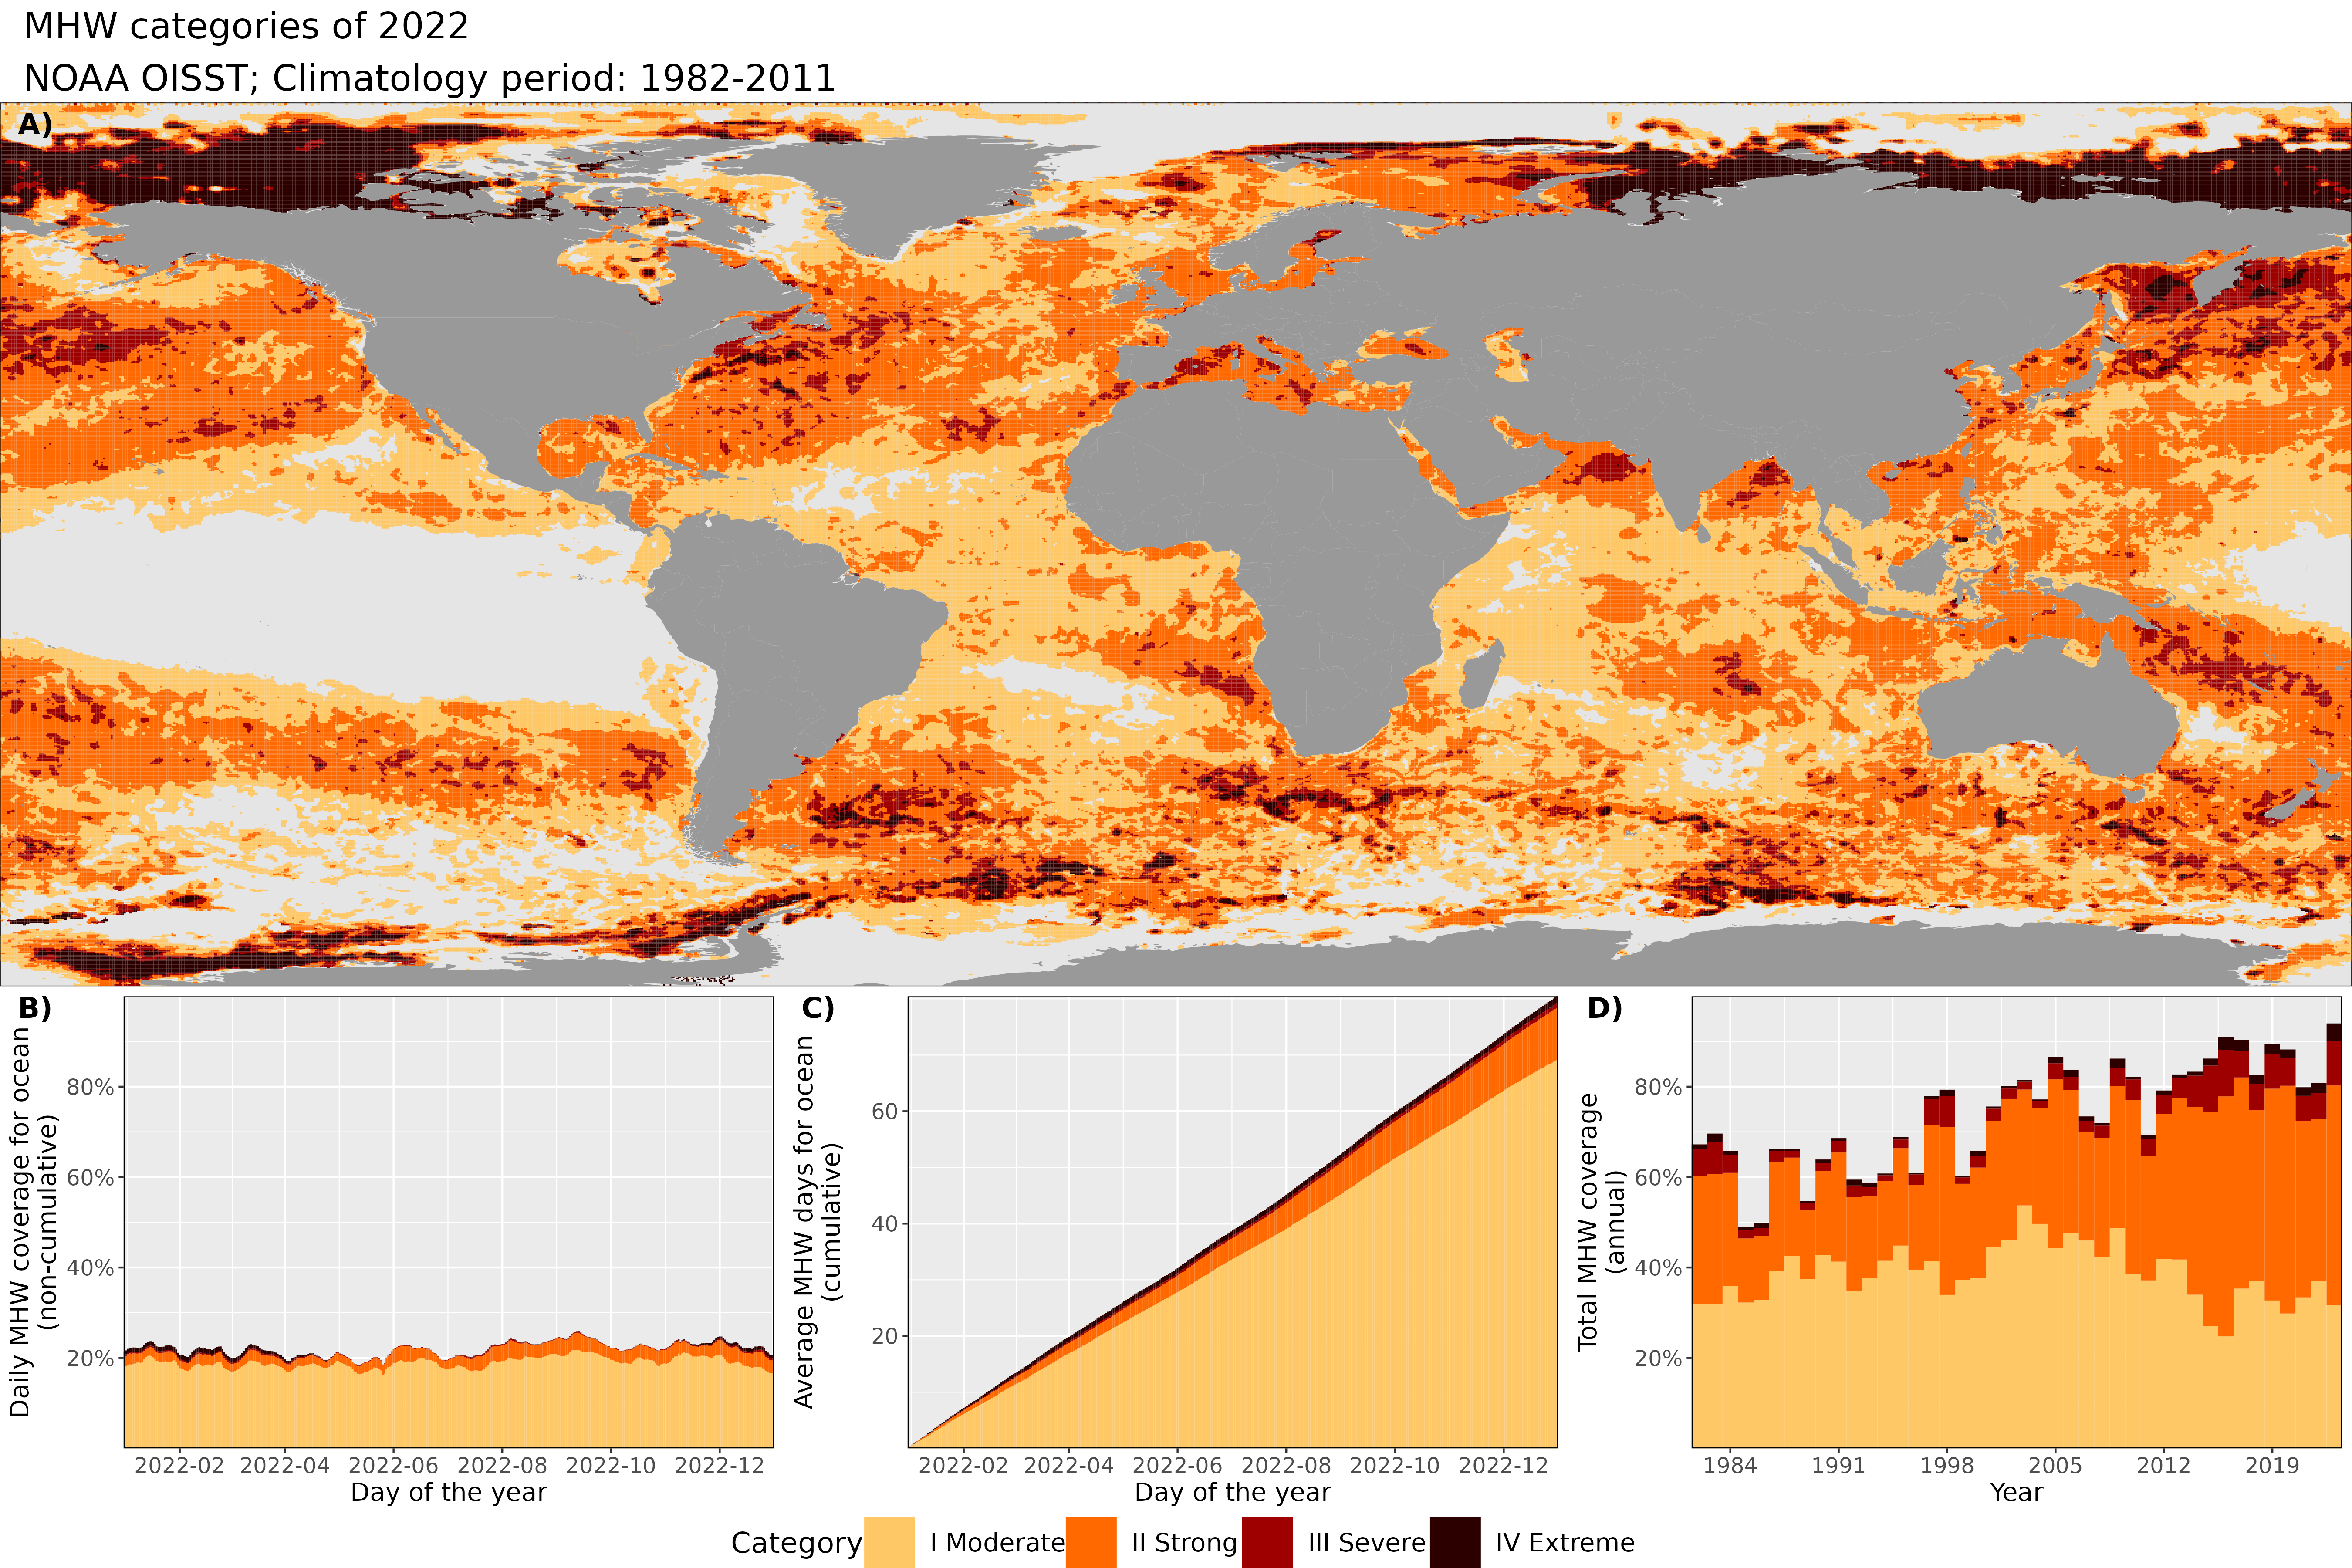 MHW categories of 2022
NOAA OISST; Climatology period: 1982-2011
A)
B)
Daily MHW coverage for ocean
(non-cumulative)
80%
60%
40%
20%
2022-02 2022-04 2022-06 2022-08 2022-10 2022-12
Day of the year
C)
Average MHW days for ocean
(cumulative)
60
40
20
2022-02 2022-04 2022-06 2022-08 2022-10 2022-12
Day of the year
D)
Total MHW coverage
(annual)
80%
60%
40%
20%
1984 1991 1998 2005 2012 2019
Year
Category I Moderate II Strong III Severe IV Extreme